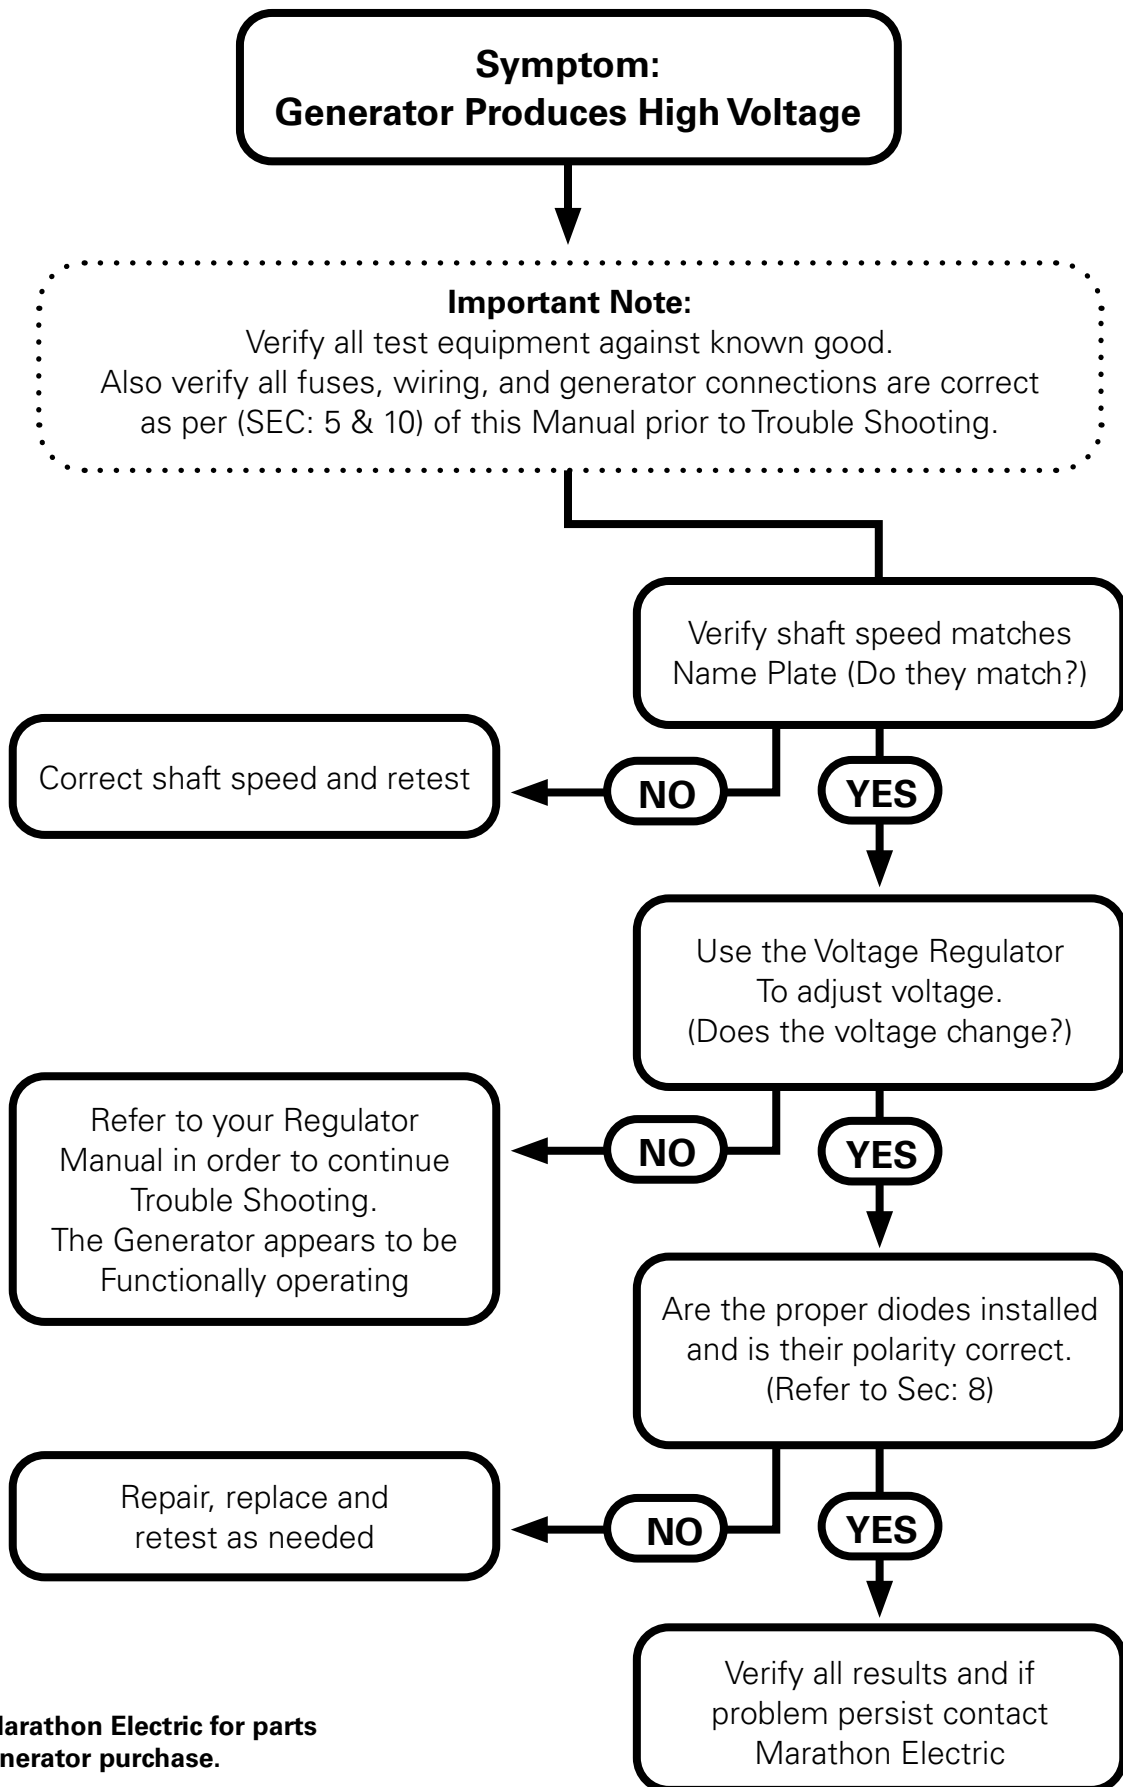 Symptom:
Generator Produces High Voltage
Important Note:
Verify all test equipment against known good.
Also verify all fuses, wiring, and generator connections are correct
as per (SEC: 5 & 10) of this Manual prior to Trouble Shooting.
Verify shaft speed matches
Name Plate (Do they match?)
Correct shaft speed and retest
NO
YES
Use the Voltage Regulator
To adjust voltage.
(Does the voltage change?)
Refer to your Regulator
Manual in order to continue
Trouble Shooting.
The Generator appears to be
Functionally operating
NO
YES
Are the proper diodes installed
and is their polarity correct.
(Refer to Sec: 8)
Repair, replace and
retest as needed
NO
YES
Verify all results and if
problem persist contact
Marathon Electric
Marathon Electric for parts
purchase.